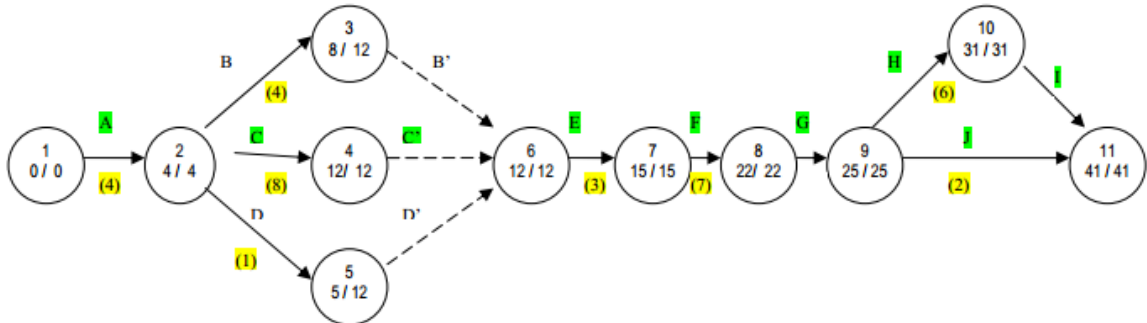 3
8 / 12
10
31 / 31
B
B’
H
I
(4)
(6)
A
C
C’
E
F
G
J
1
0 / 0
2
4 / 4
4
12/ 12
6
12 / 12
7
15 / 15
8
22/ 22
9
25 / 25
11
41 / 41
(4)
(8)
(3)
(7)
(2)
D
D’
(1)
5
5 / 12